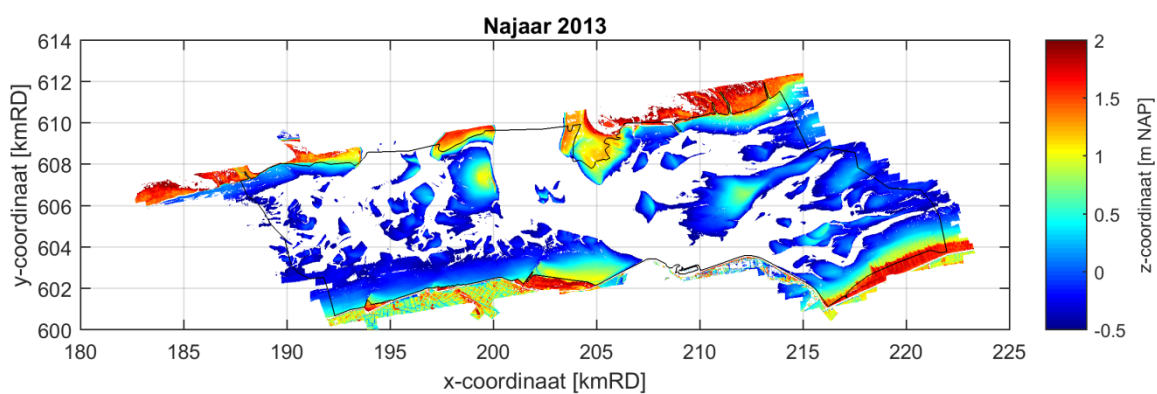 Najaar 2013
614
612
610
608
606
604
602
600
y-coordinaat [kmRD]
180 185 190 195 200 205 210 215 220 225
x-coordinaat [kmRD]
2
1.5
1
0.5
0
-0.5
z-coordinaat [m NAP]